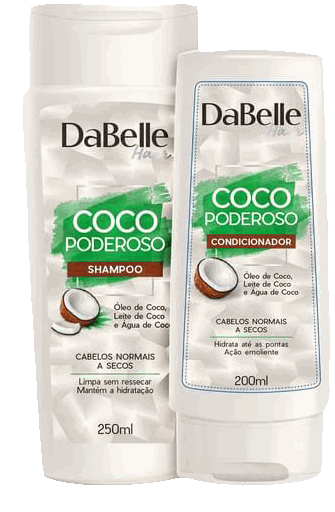 DaBelle
Hair
COCO
PODEROSO
SHAMPOO
Óleo de Coco,
Leite de Coco
e Água de Coco
CABELOS NORMAIS
A SECOS
Limpa sem ressecar
Mantém a hidratação
250ml
DaBelle
Hair
COCO
PODEROSO
CONDICIONADOR
Óleo de Coco,
Leite de Coco
e Água de Coco
CABELOS NORMAIS
A SECOS
Hidrata até as pontas
Ação emoliente
200ml